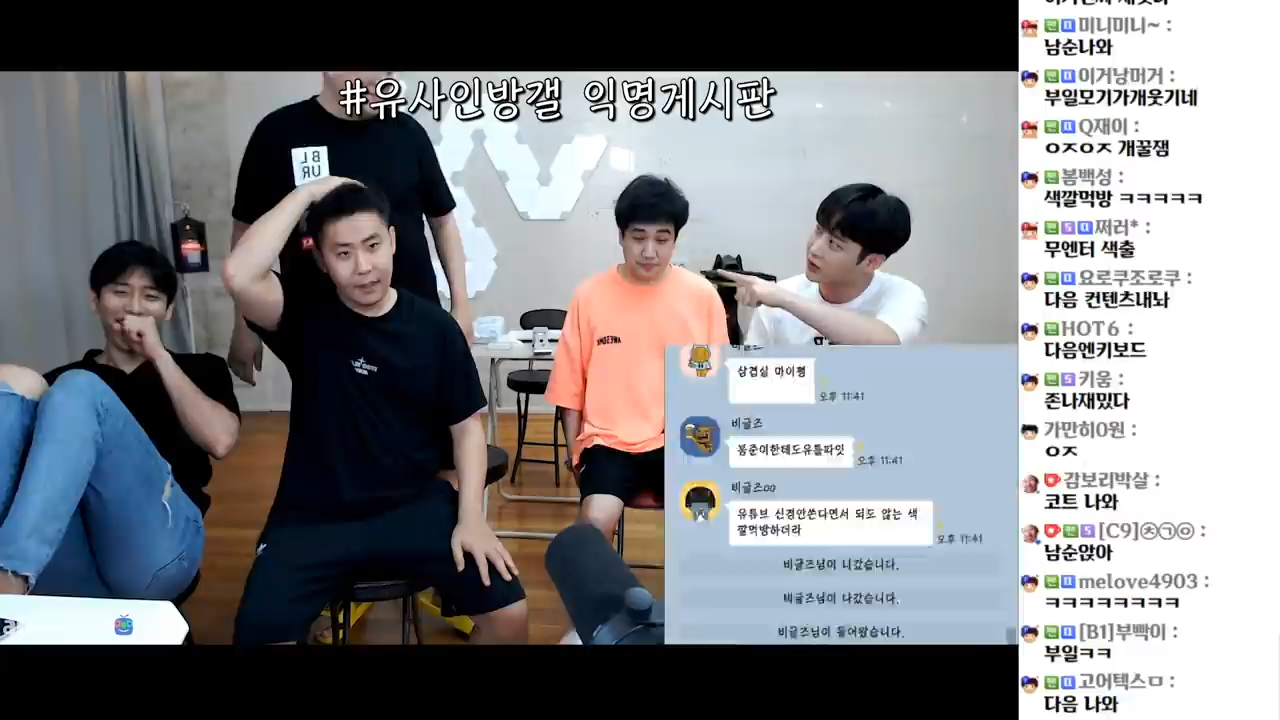 #유사인방갤 익명게시판
BL
UR
삼겹실 마이웨
오후 11:41
비글즈
봉준이한테도유틀파잇
오후 11:41
비글즈00
유튜브 신경안쓴다면서 되도 않는 색
깔먹방하더라
오후 11:41
비글즈님이 나갔습니다.
비글즈님이 나갔습니다.
비글즈님이 들어왔습니다.
미니미니~ :
남순나와
이거낭머거 :
부일모기가개웃기네
Q재이 :
ㅇㅈㅇㅈ 개꿀잼
봄백성 :
색깔먹방 ㅋㅋㅋㅋㅋ
쩌러* :
무엔터 색출
요로쿠조로쿠 :
다음 컨텐츠내놔
HOT6 :
다음엔키보드
키움 :
존나재밌다
가만히0원 :
ㅇㅈ
감보리박살 :
코트 나와
[C9]㉨㉠㉧ :
남순앉아
melove4903 :
ㅋㅋㅋㅋㅋㅋㅋㅋ
[B1]부빡이 :
부일ㅋㅋ
고어텍스ㅁ :
다음 나와